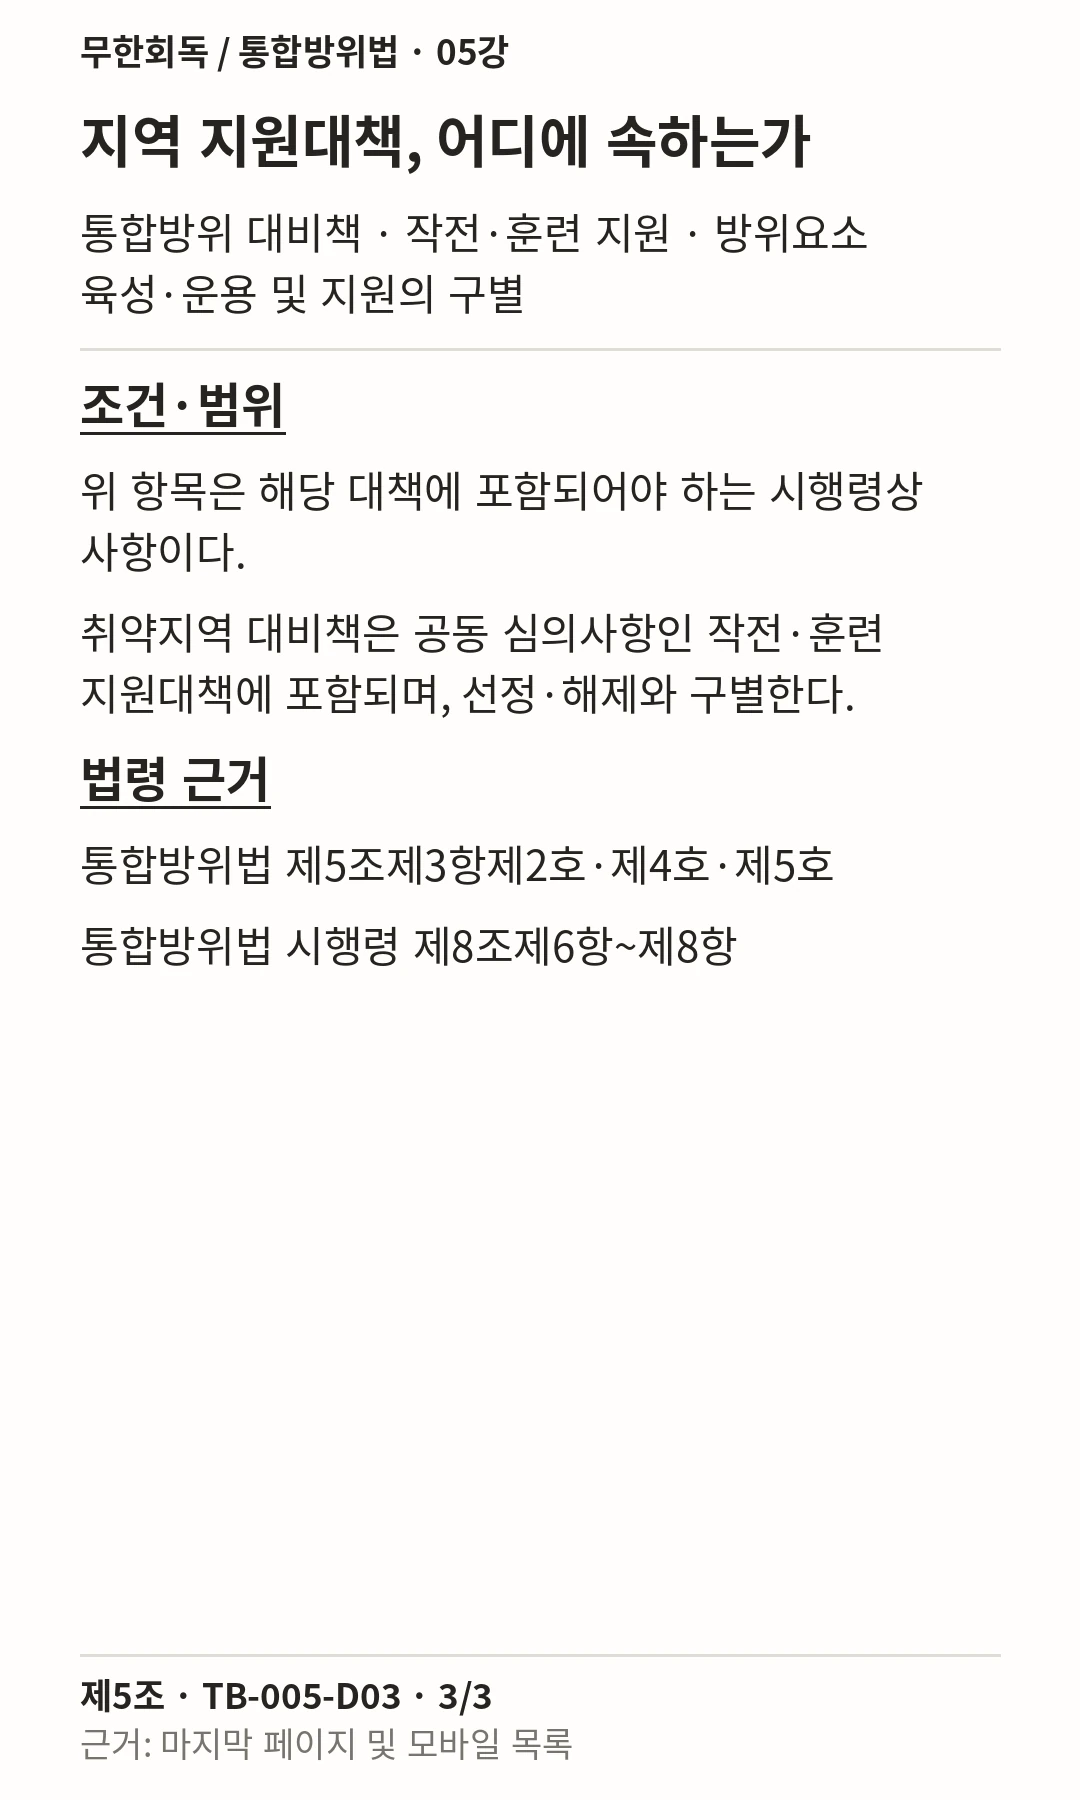 무한회독 / 통합방위법 · 05강
지역 지원대책, 어디에 속하는가
통합방위 대비책 · 작전·훈련 지원 · 방위요소
육성·운용 및 지원의 구별
조건·범위
위 항목은 해당 대책에 포함되어야 하는 시행령상
사항이다.
취약지역 대비책은 공동 심의사항인 작전·훈련
지원대책에 포함되며, 선정·해제와 구별한다.
법령 근거
통합방위법 제5조제3항제2호·제4호·제5호
통합방위법 시행령 제8조제6항~제8항
제5조 · TB-005-D03 · 3/3
근거: 마지막 페이지 및 모바일 목록